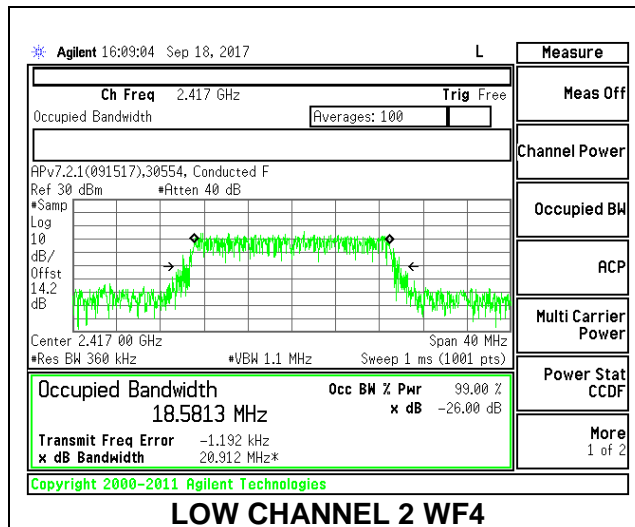 Agilent 16:09:04 Sep 18, 2017 L
Measure
Ch Freq 2.417 GHz Trig Free
Occupied Bandwidth Averages: 100
APv7.2.1(091517),30554, Conducted F
Ref 30 dBm #Atten 40 dB
#Samp
Log
10
dB/
Offst
14.2
dB
Center 2.417 00 GHz Span 40 MHz
#Res BW 360 kHz #VBW 1.1 MHz Sweep 1 ms (1001 pts)
Occupied Bandwidth Occ BW % Pwr 99.00 %
18.5813 MHz x dB -26.00 dB
Transmit Freq Error -1.192 kHz
x dB Bandwidth 20.912 MHz*
Copyright 2000-2011 Agilent Technologies
Meas Off
Channel Power
Occupied BW
ACP
Multi Carrier
Power
Power Stat
CCDF
More
1 of 2
LOW CHANNEL 2 WF4